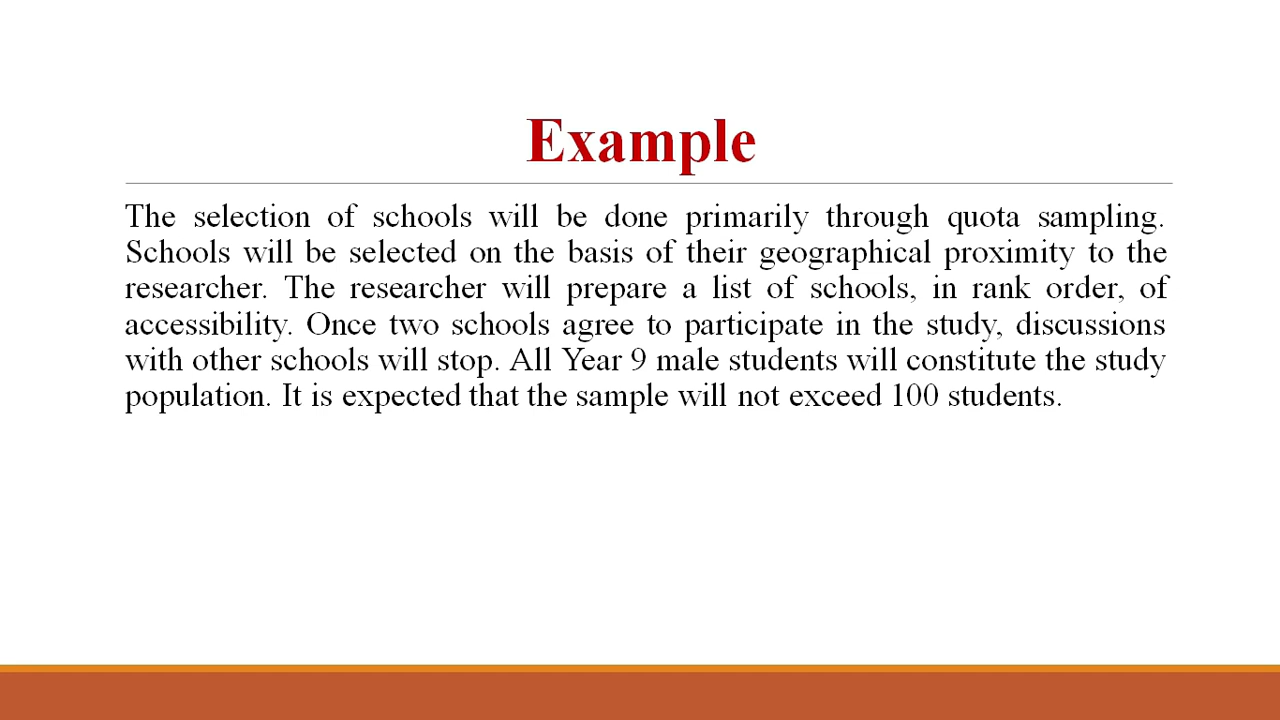 Example
The selection of schools will be done primarily through quota sampling.
Schools will be selected on the basis of their geographical proximity to the
researcher. The researcher will prepare a list of schools, in rank order, of
accessibility. Once two schools agree to participate in the study, discussions
with other schools will stop. All Year 9 male students will constitute the study
population. It is expected that the sample will not exceed 100 students.